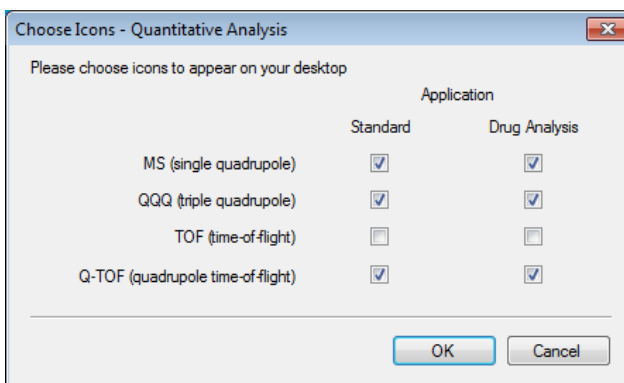 Choose Icons - Quantitative Analysis
Please choose icons to appear on your desktop
Application
Standard Drug Analysis
MS (single quadrupole)
QQQ (triple quadrupole)
TOF (time-of-flight)
Q-TOF (quadrupole time-of-flight)
OK Cancel